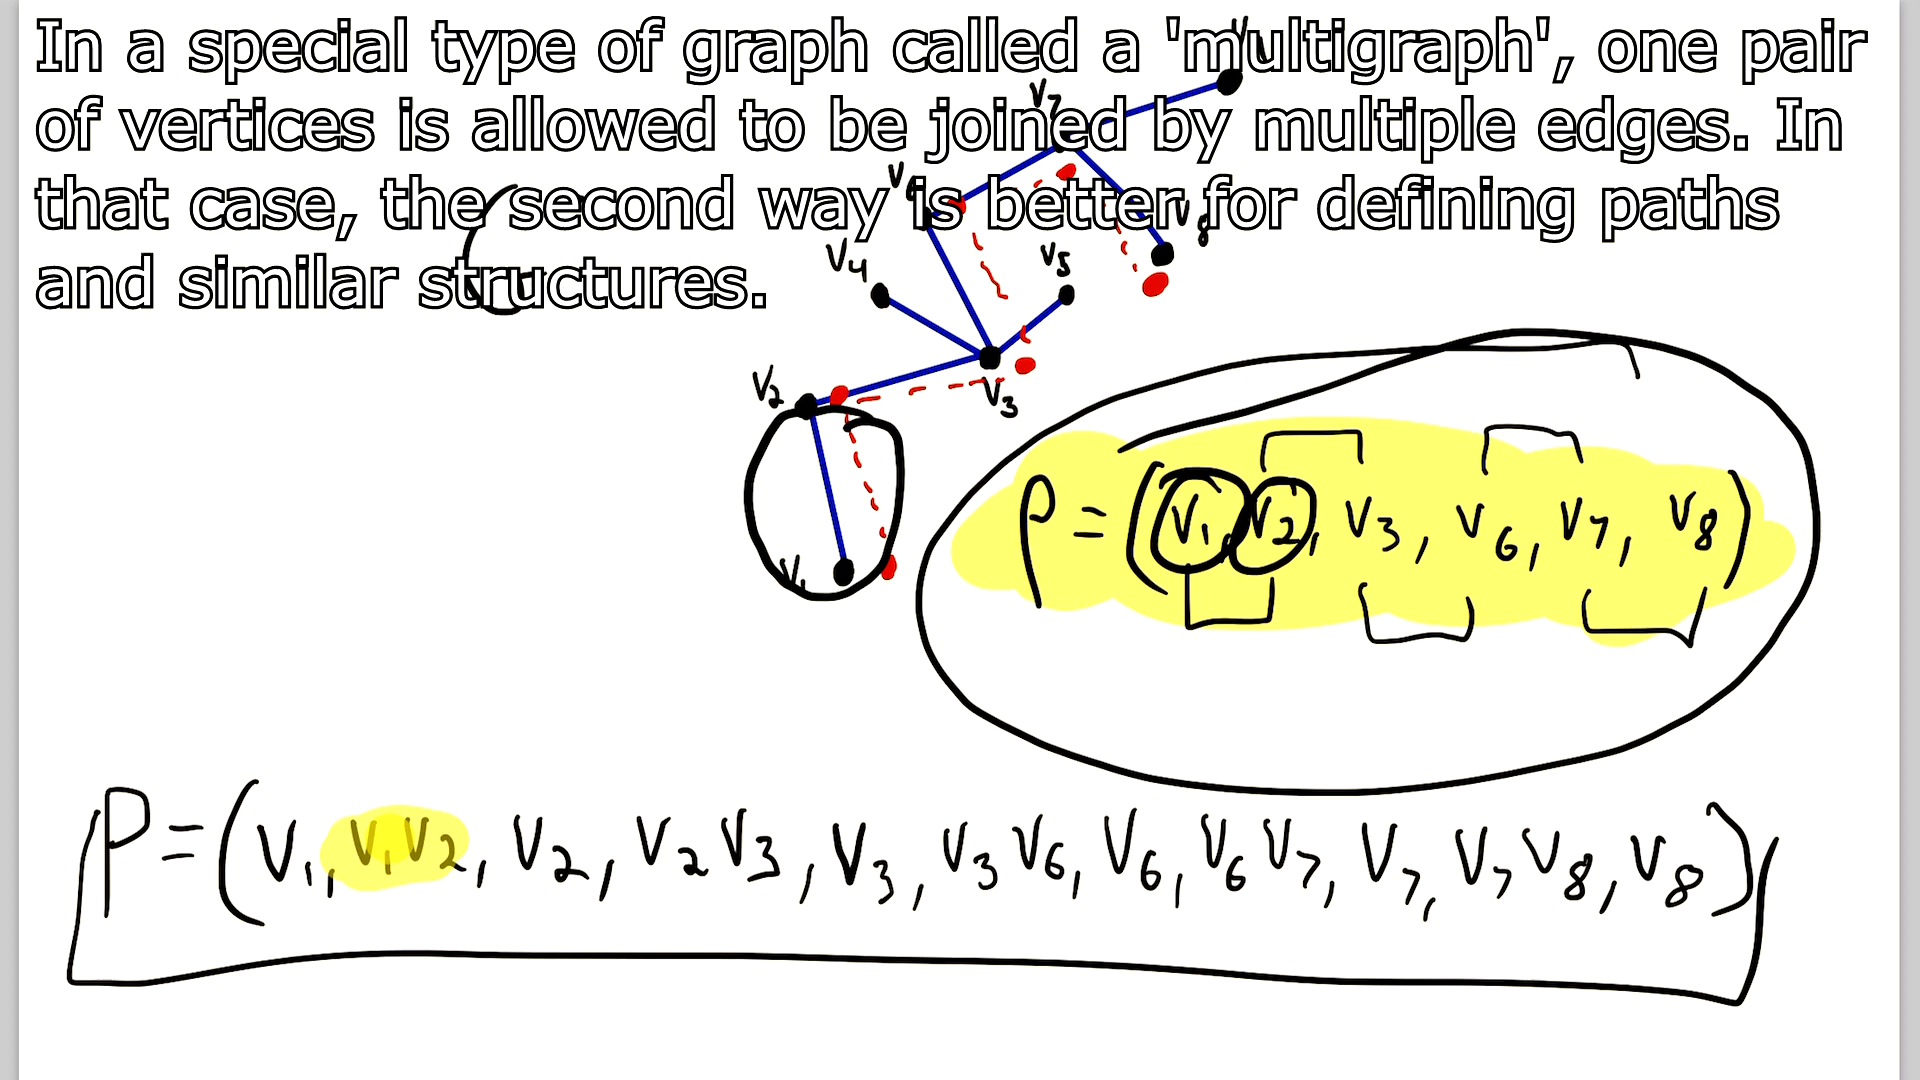 In a special type of graph called a 'multigraph', one pair
of vertices is allowed to be joined by multiple edges. In
that case, the second way is better for defining paths
and similar structures.
V7
V8
V4
V5
V2
V3
V1
P = (V1, V2, V3, V6, V7, V8)
P = (V1, V1V2, V2, V2V3, V3, V3V6, V6, V6V7, V7, V7V8, V8)